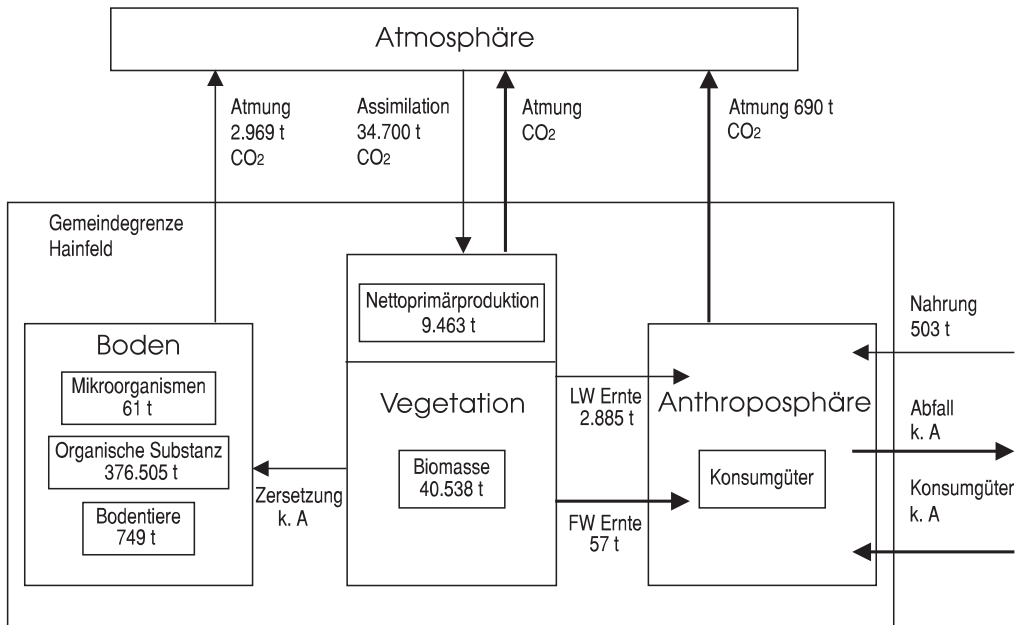 Atmosphäre
Atmung
2.969 t
CO2
Assimilation
34.700 t
CO2
Atmung
CO2
Atmung 690 t
CO2
Gemeindegrenze
Hainfeld
Boden
Mikroorganismen
61 t
Organische Substanz
376.505 t
Bodentiere
749 t
Zersetzung
k. A
Nettoprimärproduktion
9.463 t
Vegetation
Biomasse
40.538 t
LW Ernte
2.885 t
FW Ernte
57 t
Anthroposphäre
Konsumgüter
Nahrung
503 t
Abfall
k. A
Konsumgüter
k. A